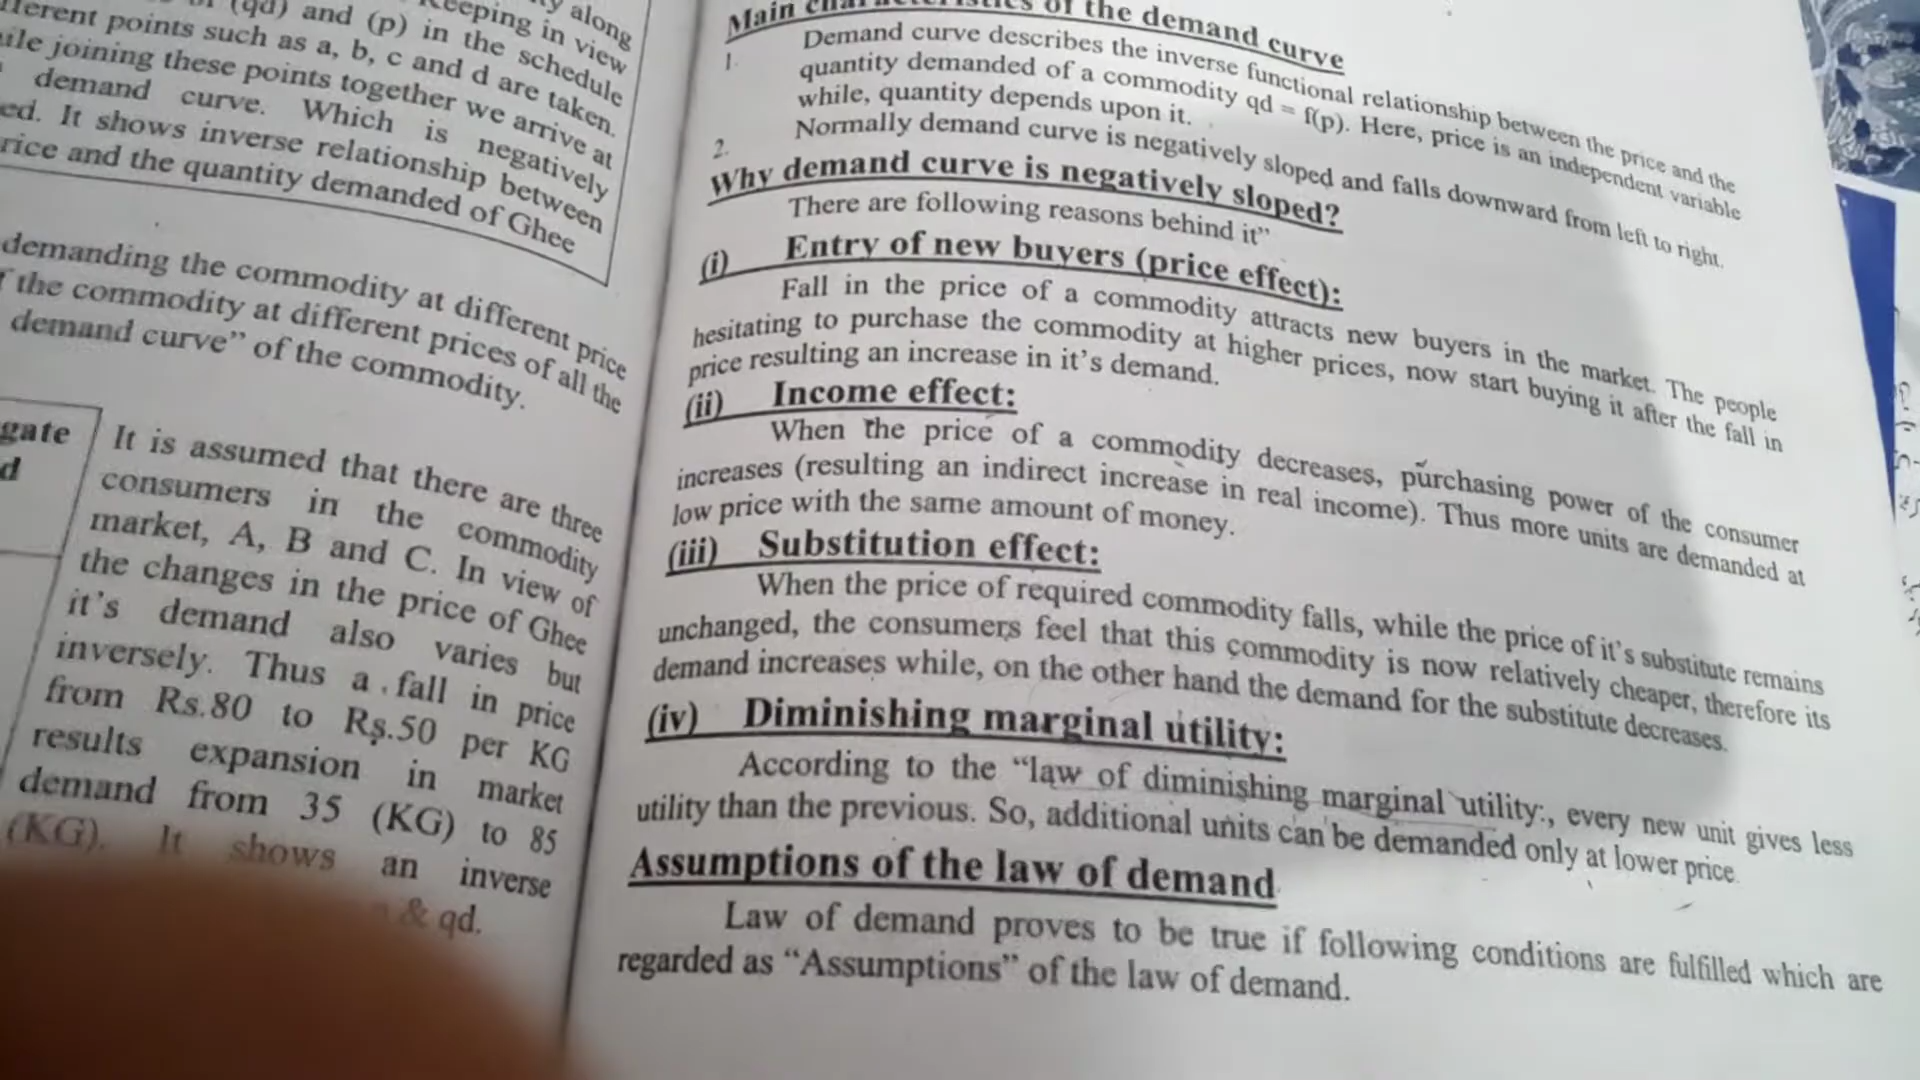 y along
Keeping in view
(qd) and (p) in the schedule
points such as a, b, c and d are taken.
joining these points together we arrive at
demand curve. Which is negatively
It shows inverse relationship between
and the quantity demanded of Ghee
demanding the commodity at different price
the commodity at different prices of all the
demand curve” of the commodity.
gate
d
It is assumed that there are three
consumers in the commodity
market, A, B and C. In view of
the changes in the price of Ghee
it's demand also varies but
inversely. Thus a fall in price
from Rs.80 to Rs.50 per KG
results expansion in market
demand from 35 (KG) to 85
(KG). It shows an inverse
& qd.
Main characteristics of the demand curve
1. Demand curve describes the inverse functional relationship between the price and the
quantity demanded of a commodity qd = f(p). Here, price is an independent variable
while, quantity depends upon it.
2. Normally demand curve is negatively sloped and falls downward from left to right.
Why demand curve is negatively sloped?
There are following reasons behind it”
(i) Entry of new buyers (price effect):
Fall in the price of a commodity attracts new buyers in the market. The people
hesitating to purchase the commodity at higher prices, now start buying it after the fall in
price resulting an increase in it's demand.
(ii) Income effect:
When the price of a commodity decreases, purchasing power of the consumer
increases (resulting an indirect increase in real income). Thus more units are demanded at
low price with the same amount of money.
(iii) Substitution effect:
When the price of required commodity falls, while the price of it's substitute remains
unchanged, the consumers feel that this commodity is now relatively cheaper, therefore its
demand increases while, on the other hand the demand for the substitute decreases.
(iv) Diminishing marginal utility:
According to the “law of diminishing marginal utility:, every new unit gives less
utility than the previous. So, additional units can be demanded only at lower price.
Assumptions of the law of demand
Law of demand proves to be true if following conditions are fulfilled which are
regarded as “Assumptions” of the law of demand.